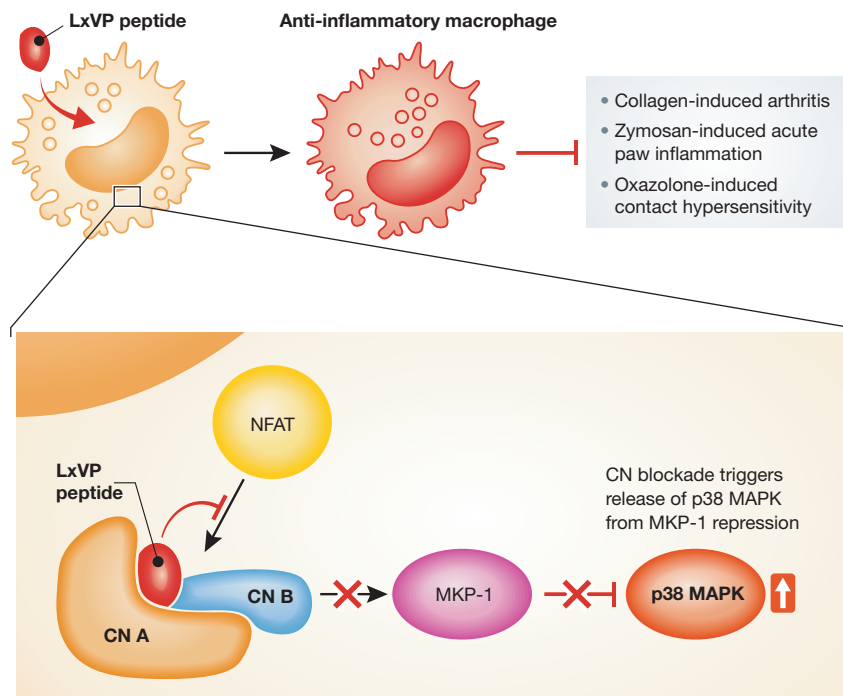 LxVP peptide
Anti-inflammatory macrophage
• Collagen-induced arthritis
• Zymosan-induced acute
paw inflammation
• Oxazolone-induced
contact hypersensitivity
NFAT
LxVP
peptide
CN blockade triggers
release of p38 MAPK
from MKP-1 repression
CN B
MKP-1
p38 MAPK
CN A